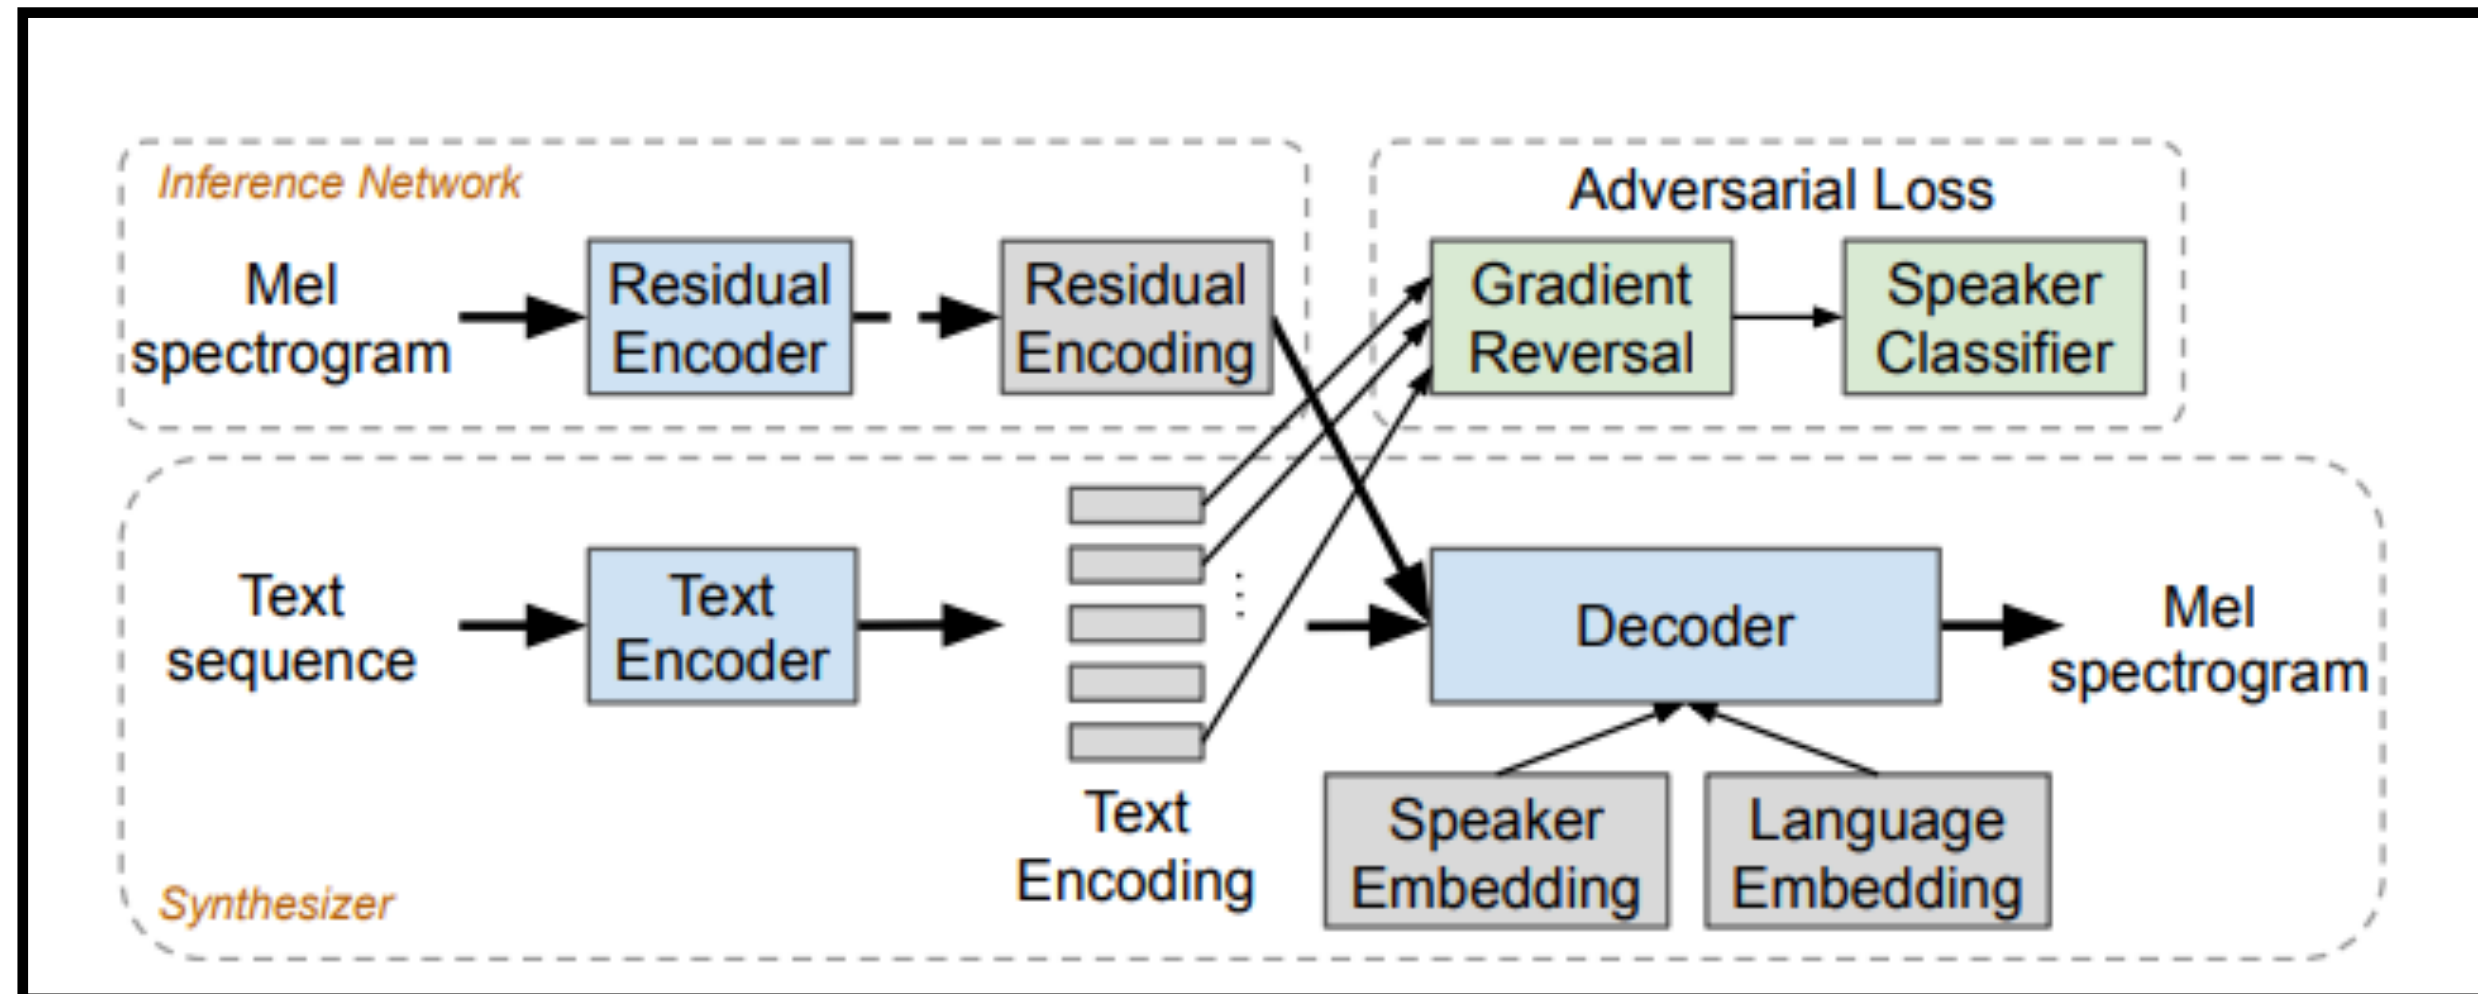 Inference Network
Mel
spectrogram
Residual
Encoder
Residual
Encoding
Adversarial Loss
Gradient
Reversal
Speaker
Classifier
Text
sequence
Text
Encoder
Text
Encoding
Decoder
Mel
spectrogram
Speaker
Embedding
Language
Embedding
Synthesizer